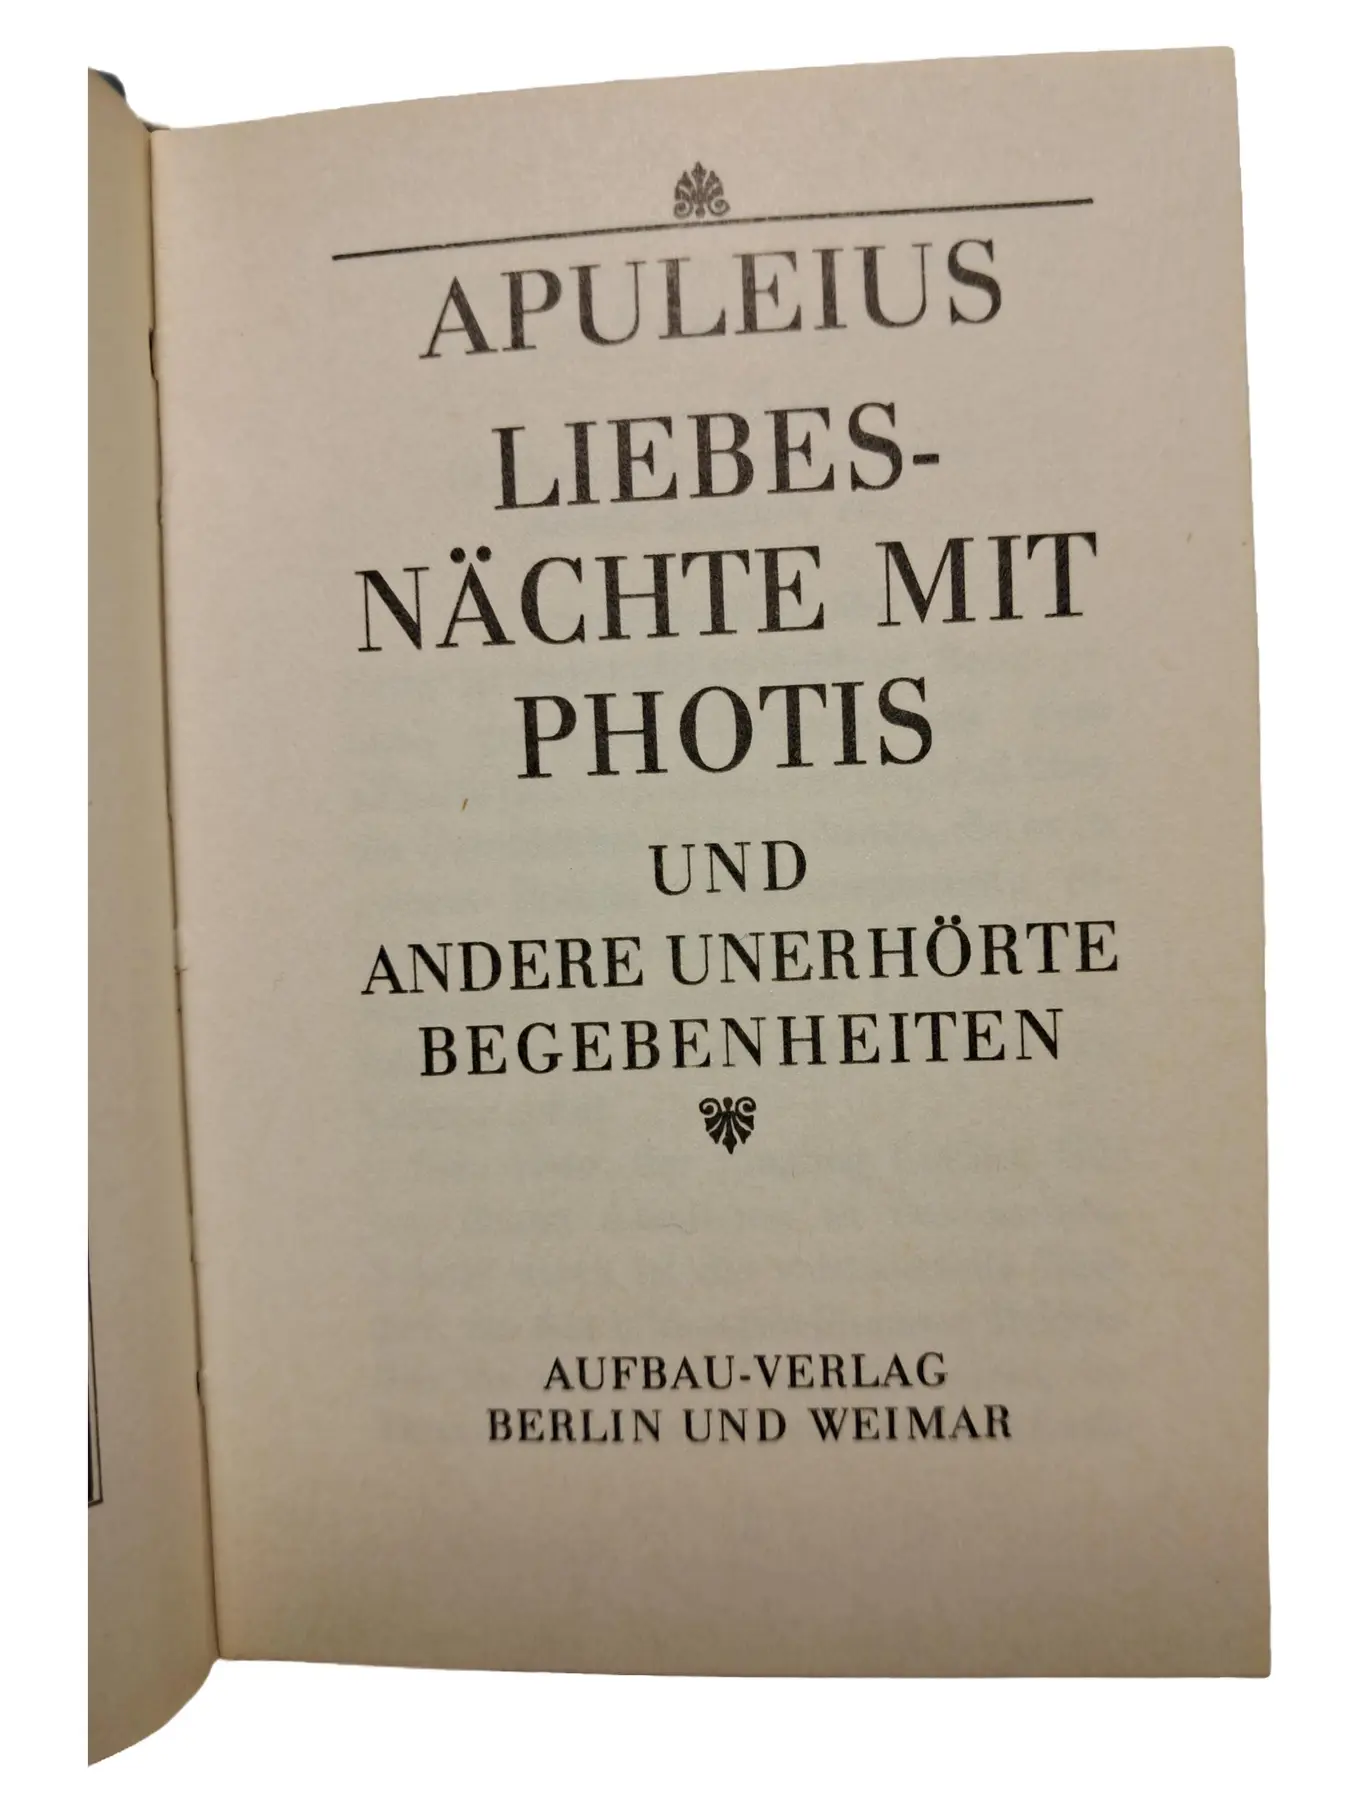 APULEIUS
LIEBES-
NÄCHTE MIT
PHOTIS
UND
ANDERE UNERHÖRTE
BEGEBENHEITEN
AUFBAU-VERLAG
BERLIN UND WEIMAR